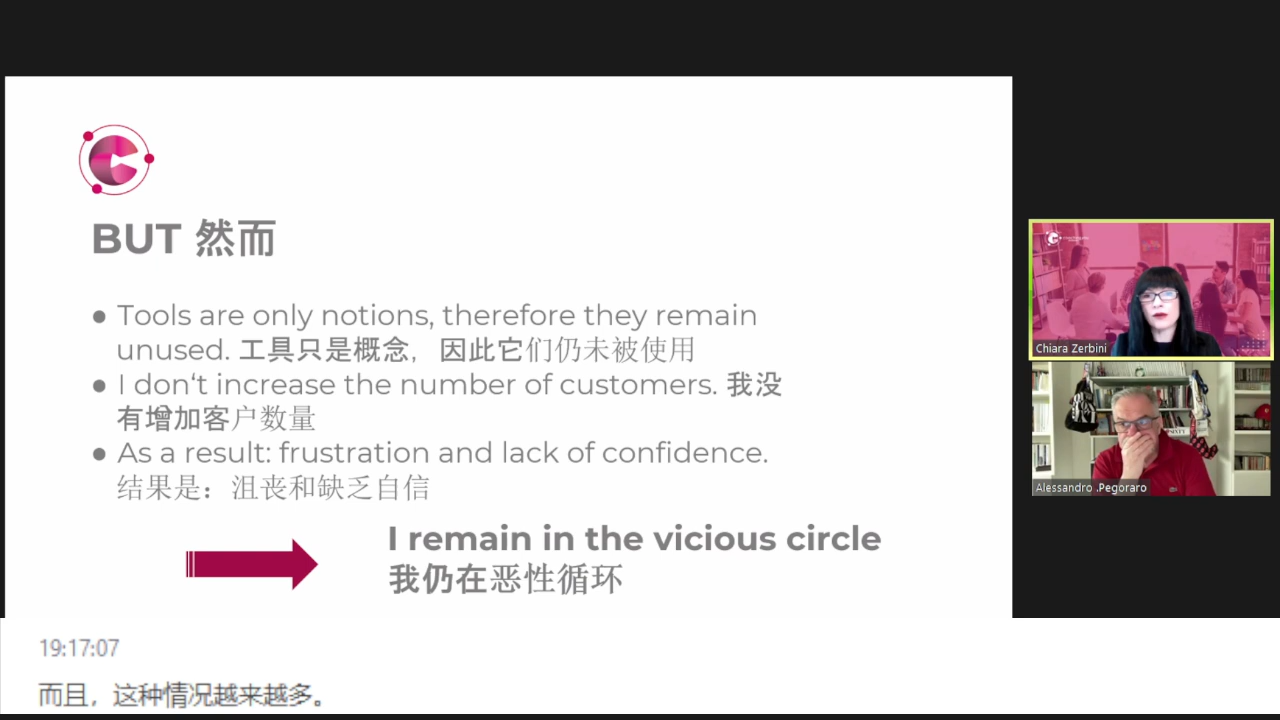 BUT 然而
● Tools are only notions, therefore they remain
unused. 工具只是概念, 因此它们仍未被使用
● I don‘t increase the number of customers. 我没
有增加客户数量
● As a result: frustration and lack of confidence.
结果是：沮丧和缺乏自信
I remain in the vicious circle
我仍在恶性循环
Chiara Zerbini
SIXTY
Alessandro .Pegoraro
19:17:07
而且，这种情况越来越多。